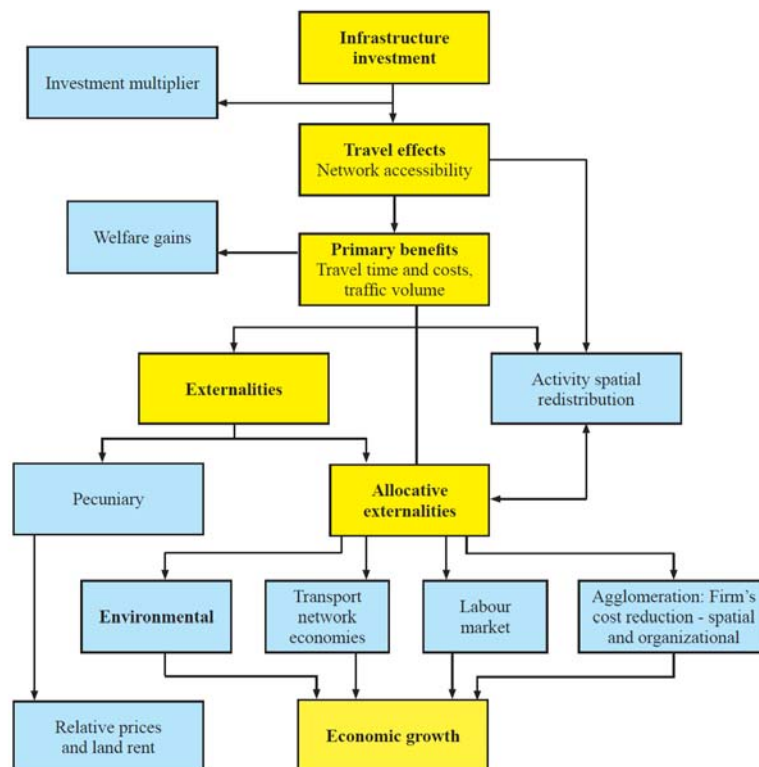 Infrastructure
investment
Investment multiplier
Travel effects
Network accessibility
Welfare gains
Primary benefits
Travel time and costs,
traffic volume
Externalities
Activity spatial
redistribution
Pecuniary
Allocative
externalities
Environmental
Transport
network
economies
Labour
market
Agglomeration: Firm's
cost reduction - spatial
and organizational
Relative prices
and land rent
Economic growth